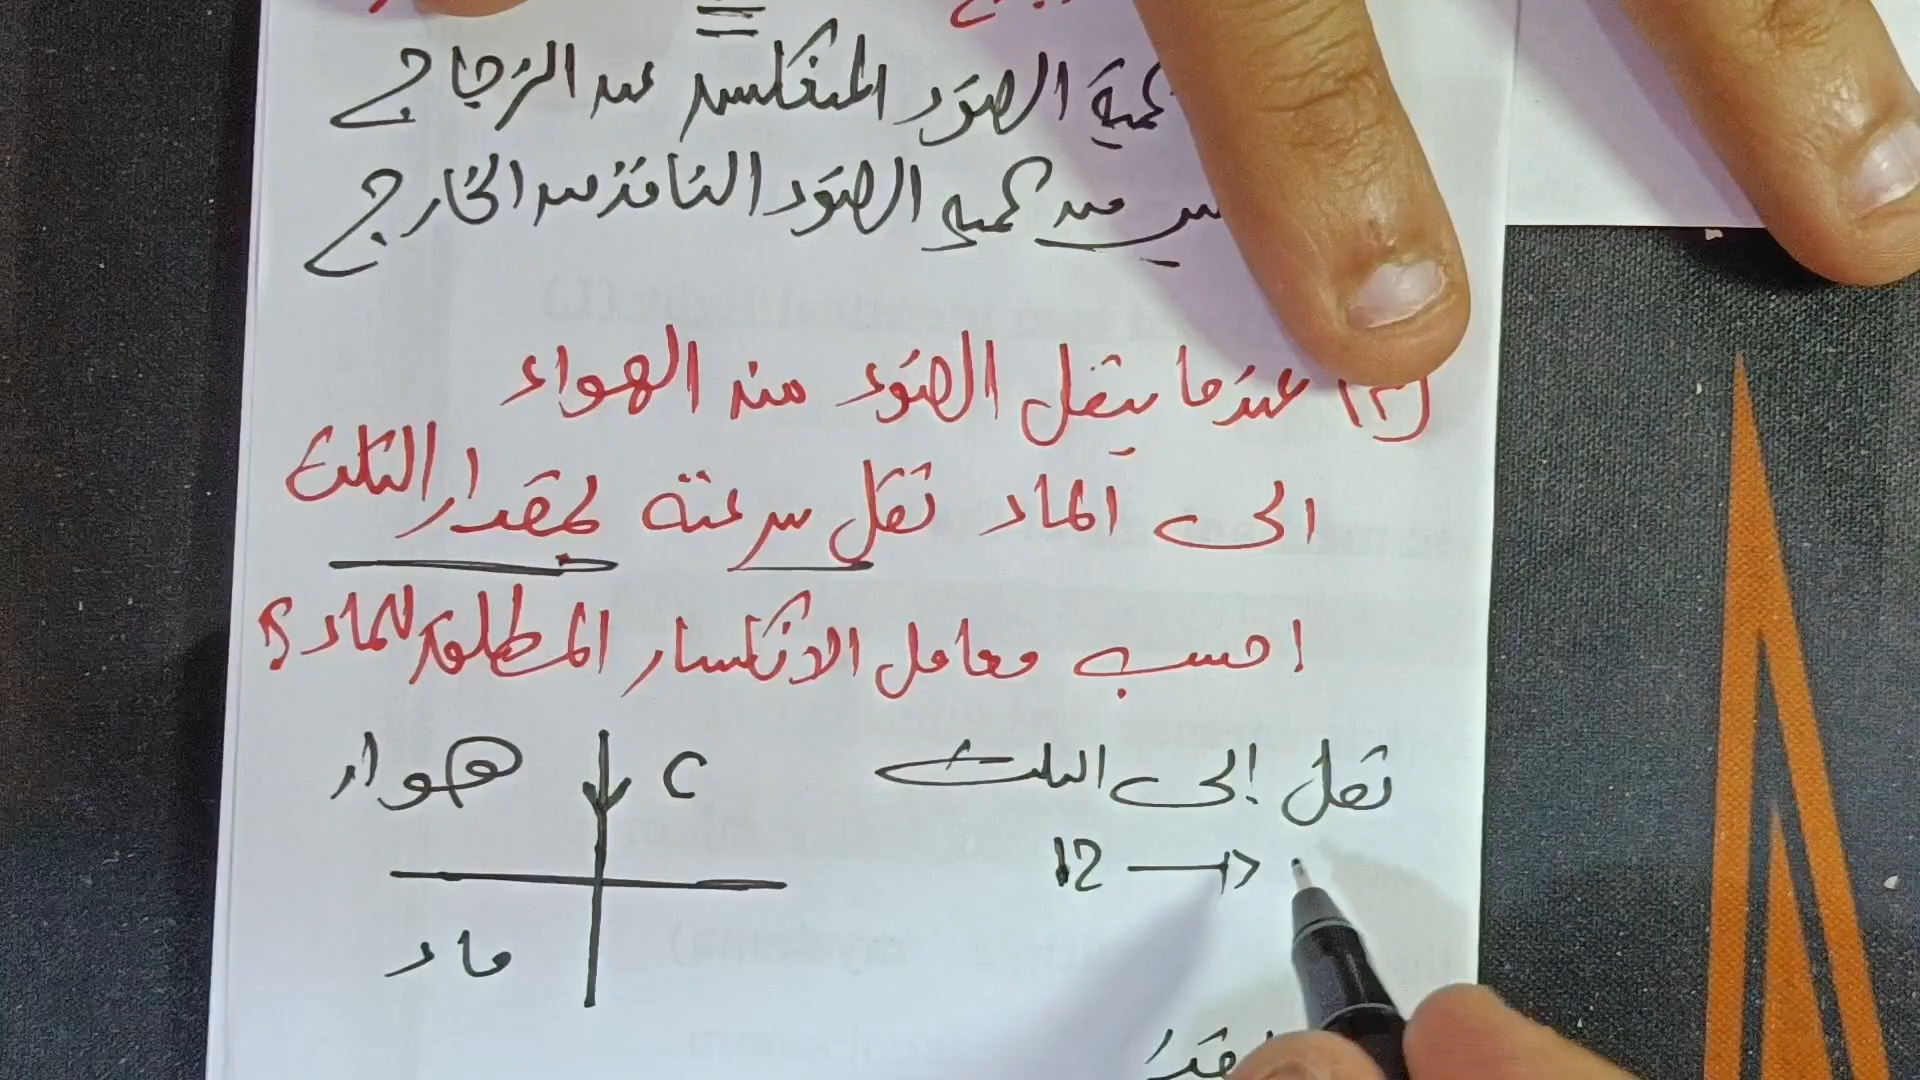 كمية الضوء المنعكس عن الزجاج
من كمية الضوء النافذ من الخارج
(٣) عندما ينتقل الضوء من الهواء
الى الماء تقل سرعته بمقدار الثلث
احسب معامل الانكسار المطلق للماء؟
تقل إلى الثلث
12 →
هواء
C
ماء